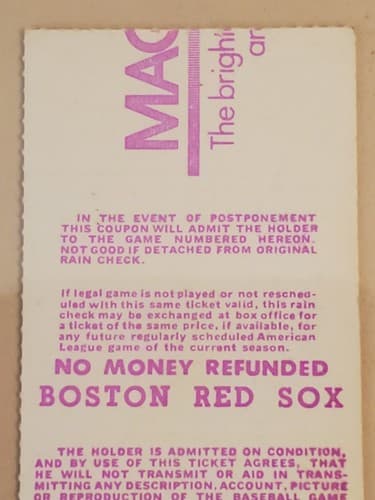 MAG
The brigh
ar
IN THE EVENT OF POSTPONEMENT
THIS COUPON WILL ADMIT THE HOLDER
TO THE GAME NUMBERED HEREON.
NOT GOOD IF DETACHED FROM ORIGINAL
RAIN CHECK.
If legal game is not played or not resched-
uled with this same ticket valid, this rain
check may be exchanged at box office for
a ticket of the same price, if available, for
any future regularly scheduled American
League game of the current season.
NO MONEY REFUNDED
BOSTON RED SOX
THE HOLDER IS ADMITTED ON CONDITION,
AND BY USE OF THIS TICKET AGREES, THAT
HE WILL NOT TRANSMIT OR AID IN TRANS-
MITTING ANY DESCRIPTION, ACCOUNT, PICTURE
OR REPRODUCTION OF THE BASEBALL GAME